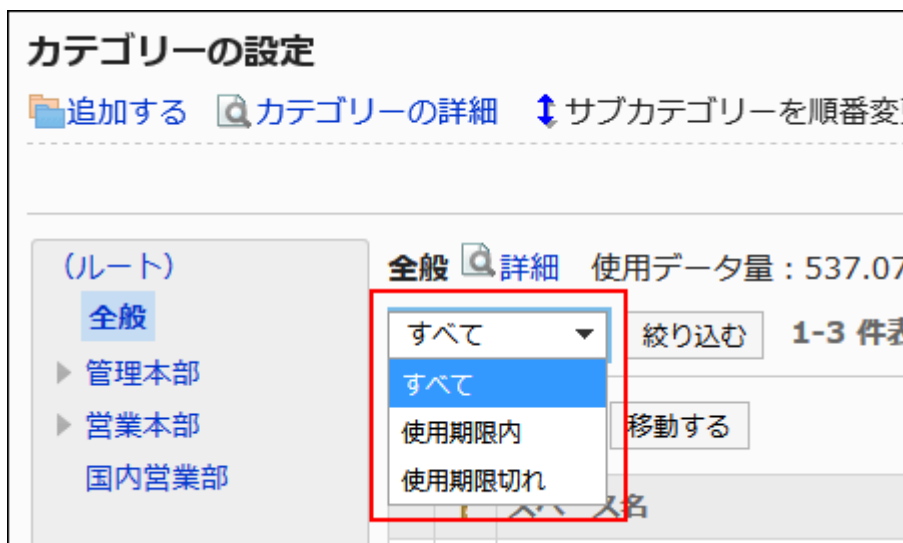 カテゴリーの設定
追加する カテゴリーの詳細 サブカテゴリーを順番変
(ルート)
全般
管理本部
営業本部
国内営業部
全般 詳細 使用データ量:537.07
すべて 絞り込む 1-3 件表
すべて
使用期限内 移動する
使用期限切れ
スペース名